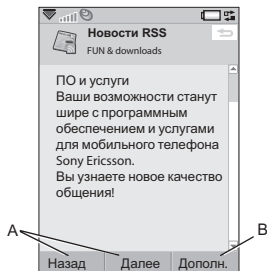 Новости RSS
FUN & downloads
ПО и услуги
Ваши возможности станут
шире с программным
обеспечением и услугами
для мобильного телефона
Sony Ericsson.
Вы узнаете новое качество
общения!
A
B
Назад Далее Дополн.